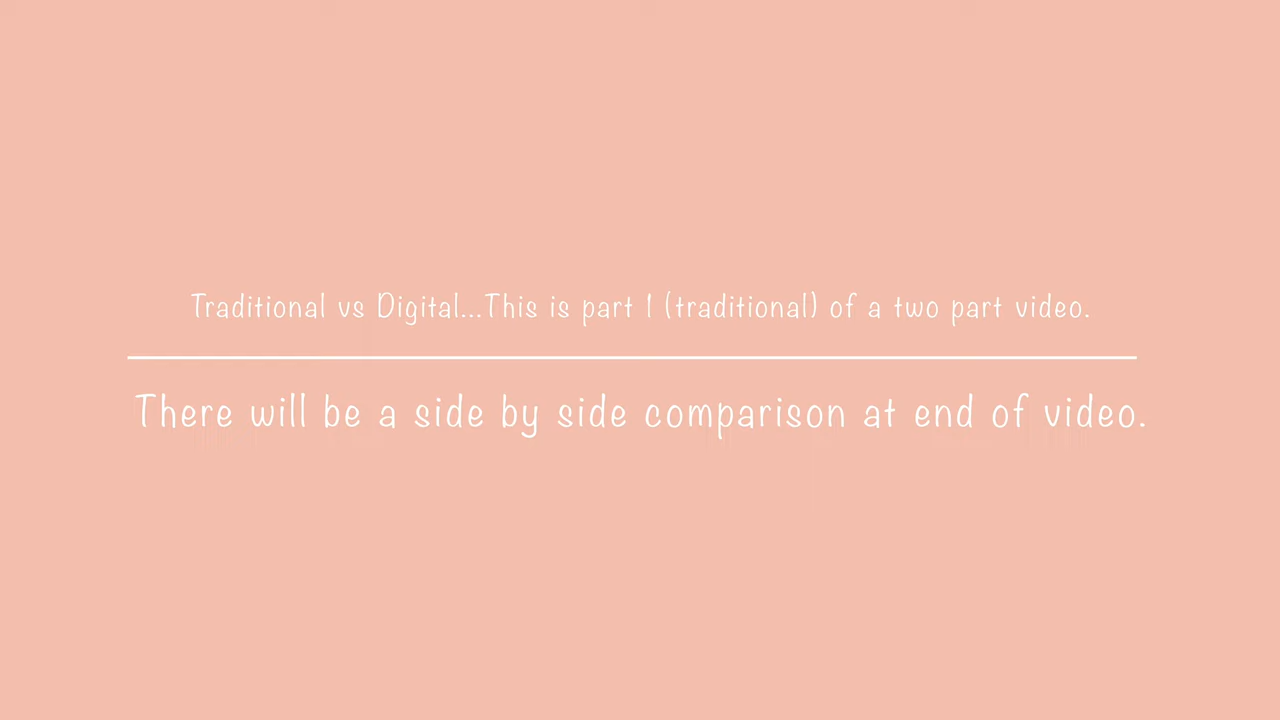 Traditional vs Digital...This is part 1 (traditional) of a two part video.
There will be a side by side comparison at end of video.